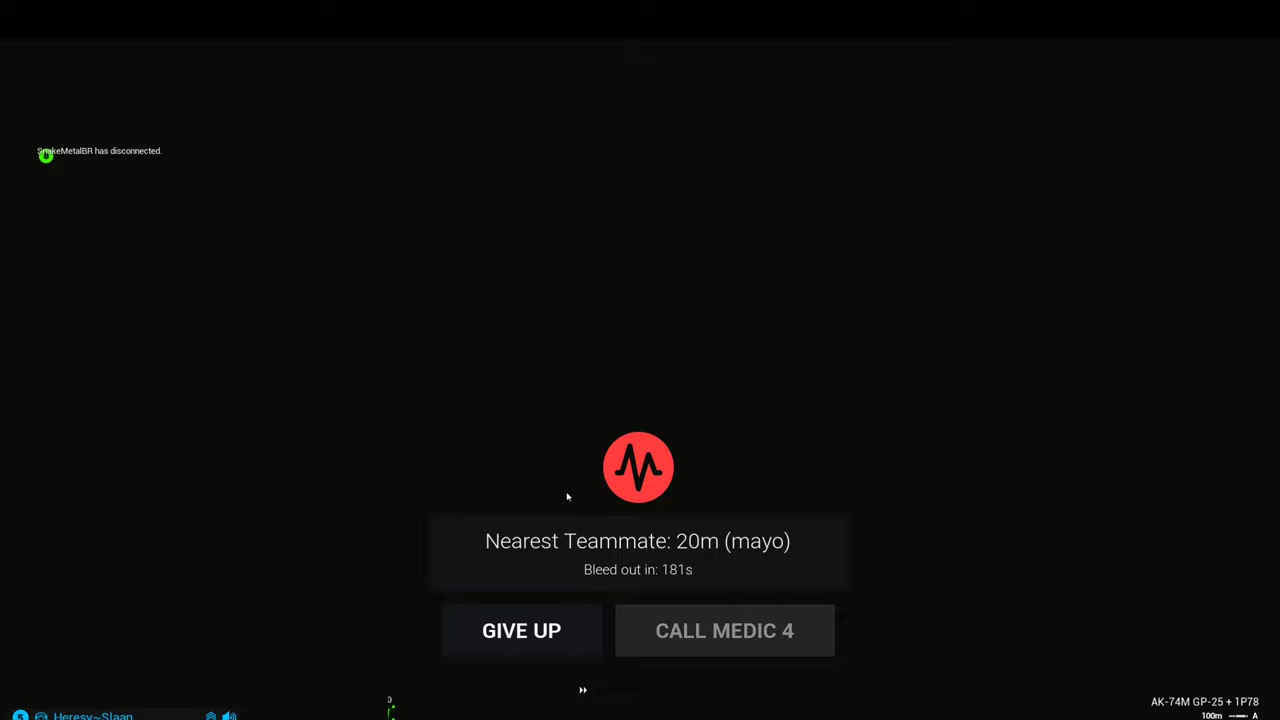 SnakeMetalBR has disconnected.
Nearest Teammate: 20m (mayo)
Bleed out in: 181s
GIVE UP
CALL MEDIC 4
0
AK-74M GP-25 + 1P78
100m
A
Heresy~Slaan